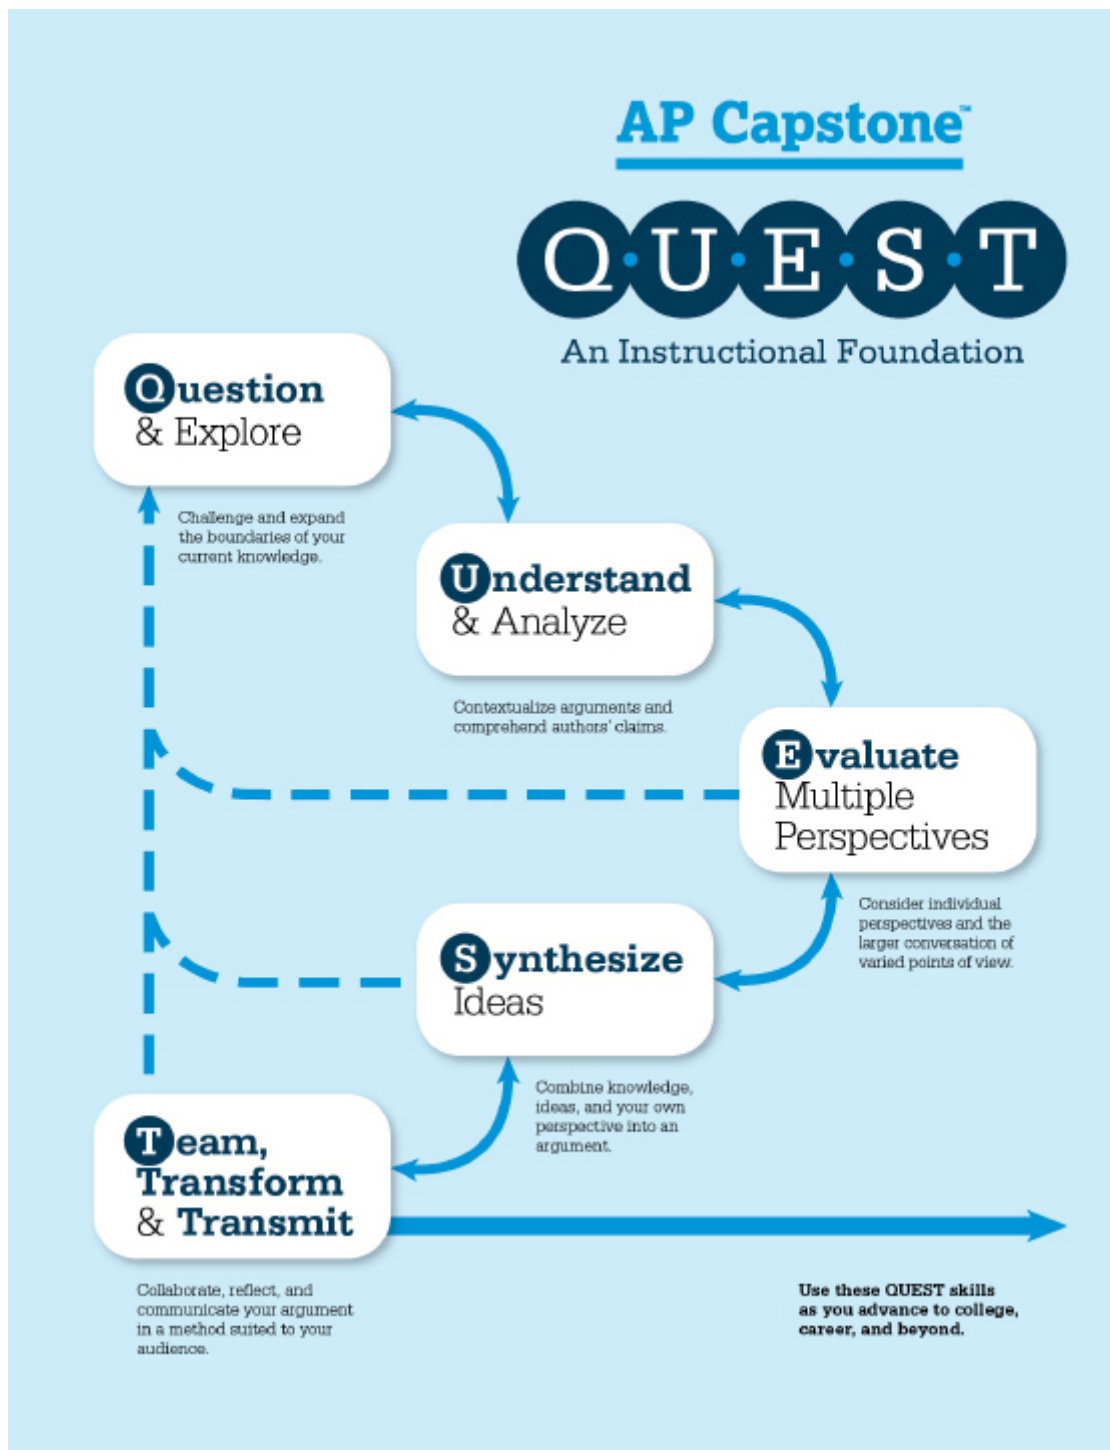 AP Capstone™
Q·U·E·S·T
An Instructional Foundation
Question
& Explore
Challenge and expand
the boundaries of your
current knowledge.
Understand
& Analyze
Contextualize arguments and
comprehend authors' claims.
Evaluate
Multiple
Perspectives
Consider individual
perspectives and the
larger conversation of
varied points of view.
Synthesize
Ideas
Combine knowledge,
ideas, and your own
perspective into an
argument.
Team,
Transform
& Transmit
Collaborate, reflect, and
communicate your argument
in a method suited to your
audience.
Use these QUEST skills
as you advance to college,
career, and beyond.